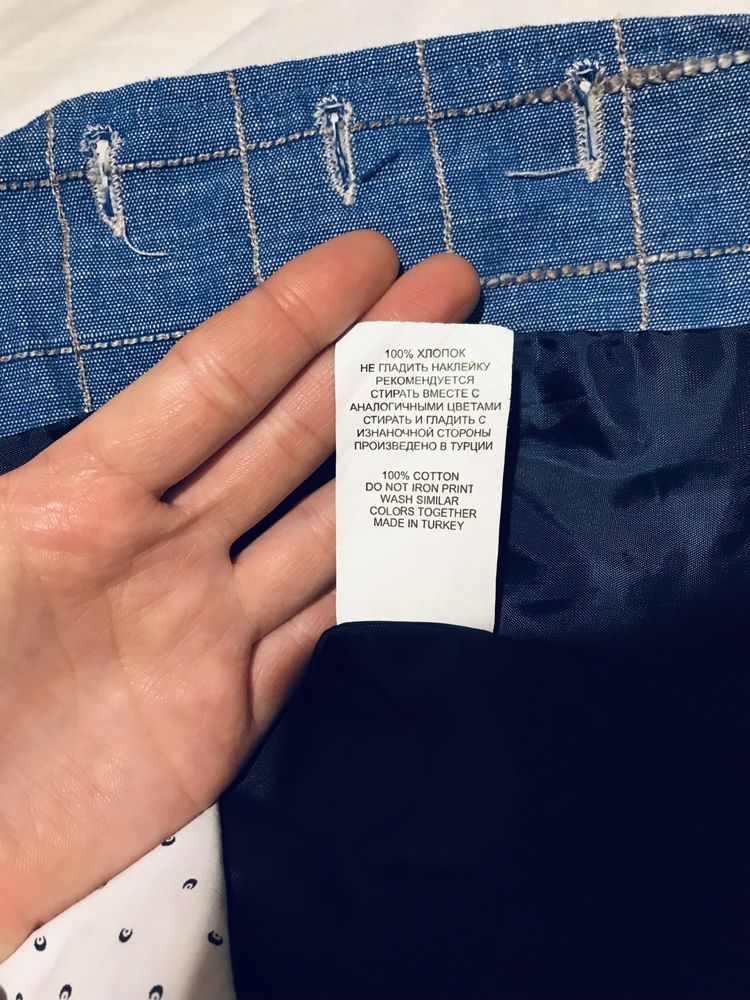 100% ХЛОПОК
НЕ ГЛАДИТЬ НАКЛЕЙКУ
РЕКОМЕНДУЕТСЯ
СТИРАТЬ ВМЕСТЕ С
АНАЛОГИЧНЫМИ ЦВЕТАМИ
СТИРАТЬ И ГЛАДИТЬ С
ИЗНАНОЧНОЙ СТОРОНЫ
ПРОИЗВЕДЕНО В ТУРЦИИ
100% COTTON
DO NOT IRON PRINT
WASH SIMILAR
COLORS TOGETHER
MADE IN TURKEY